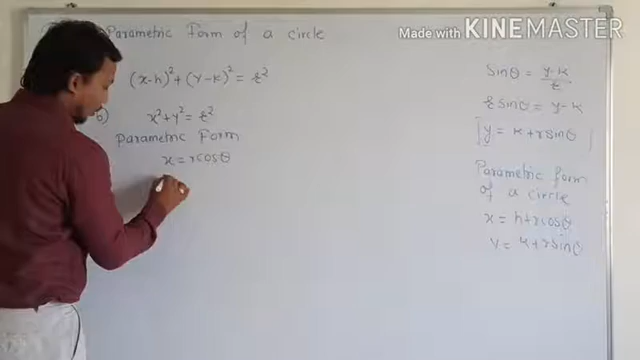 Made with KINEMASTER
Parametric Form of a circle
(x-h)² + (y-k)² = r²
b) x² + y² = r²
Parametric Form
x = r cosθ
sinθ = y-k / r
r sinθ = y-k
y = k + r sinθ
Parametric form
of a circle
x = h + r cosθ
y = k + r sinθ